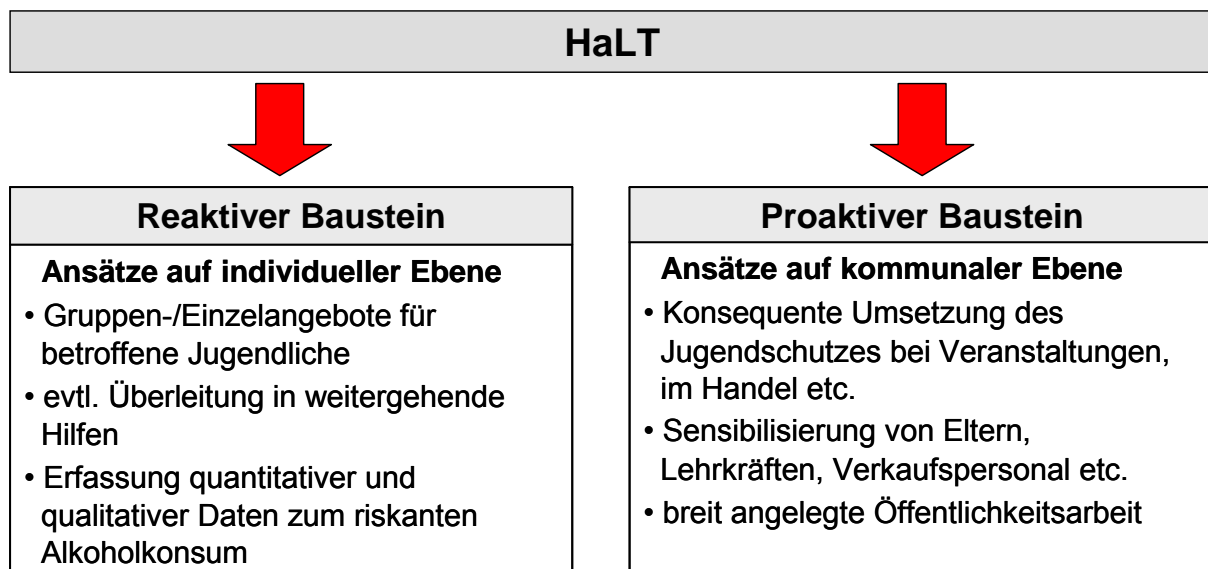 HaLT
Reaktiver Baustein
Ansätze auf individueller Ebene
• Gruppen-/Einzelangebote für
betroffene Jugendliche
• evtl. Überleitung in weitergehende
Hilfen
• Erfassung quantitativer und
qualitativer Daten zum riskanten
Alkoholkonsum
Proaktiver Baustein
Ansätze auf kommunaler Ebene
• Konsequente Umsetzung des
Jugendschutzes bei Veranstaltungen,
im Handel etc.
• Sensibilisierung von Eltern,
Lehrkräften, Verkaufspersonal etc.
• breit angelegte Öffentlichkeitsarbeit